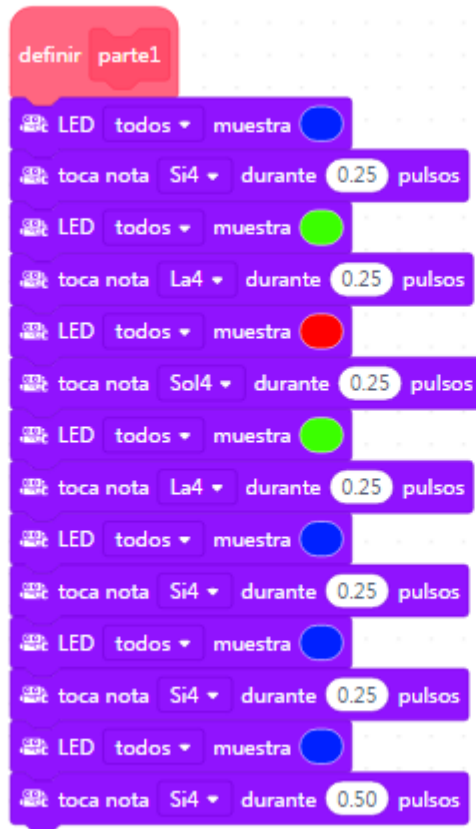 definir parte1
LED todos muestra
toca nota Si4 durante 0.25 pulsos
LED todos muestra
toca nota La4 durante 0.25 pulsos
LED todos muestra
toca nota Sol4 durante 0.25 pulsos
LED todos muestra
toca nota La4 durante 0.25 pulsos
LED todos muestra
toca nota Si4 durante 0.25 pulsos
LED todos muestra
toca nota Si4 durante 0.25 pulsos
LED todos muestra
toca nota Si4 durante 0.50 pulsos